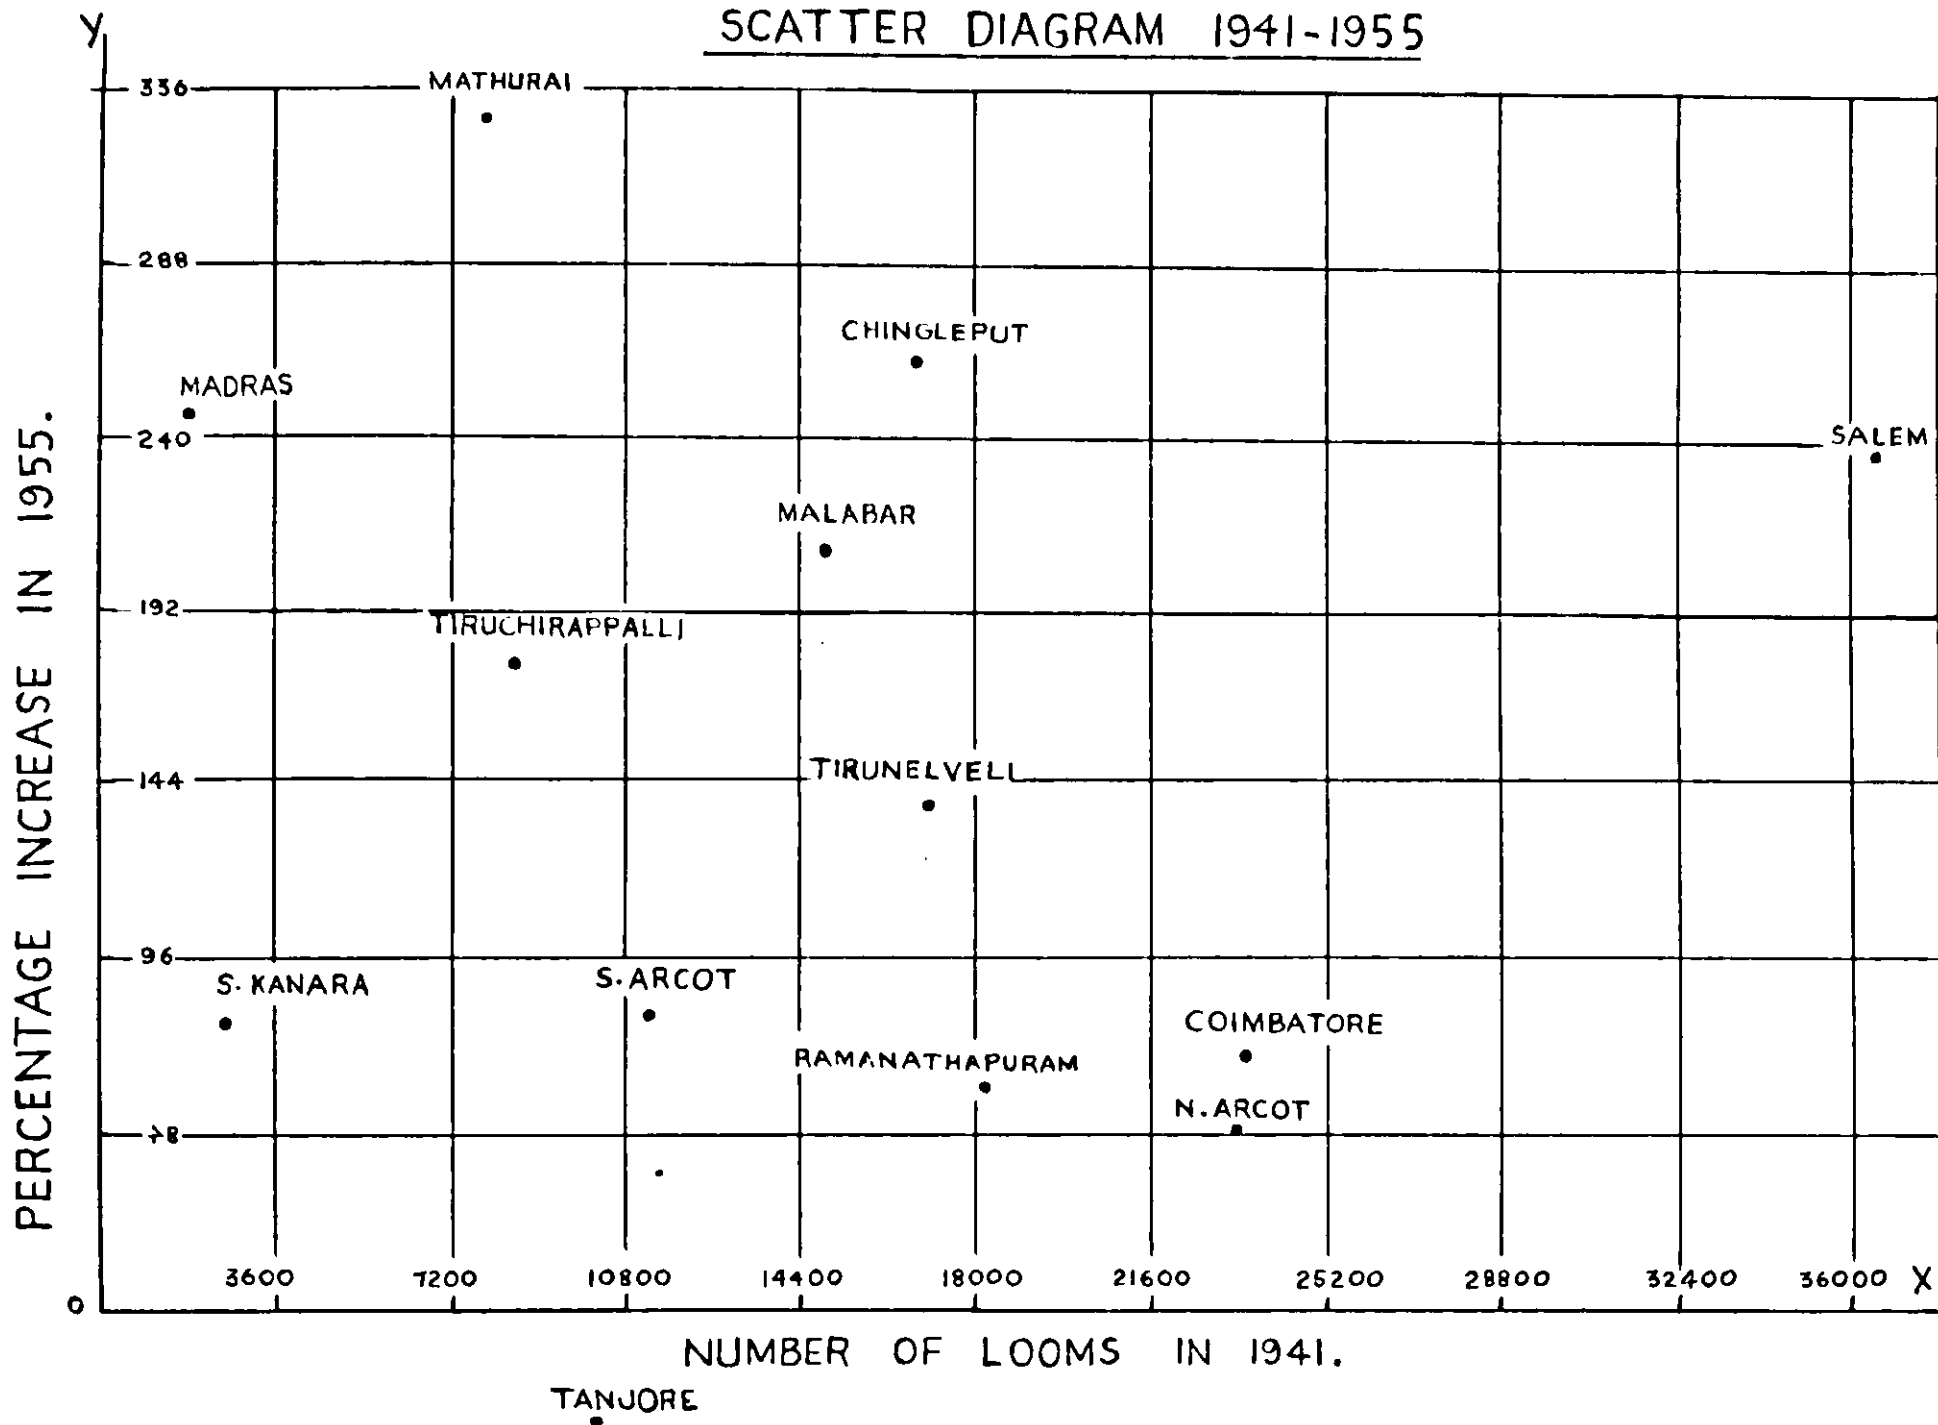 SCATTER DIAGRAM 1941-1955
Y
336
MATHURAI
288
CHINGLEPUT
MADRAS
240
SALEM
MALABAR
192
TIRUCHIRAPPALLI
144
TIRUNELVELI
96
S. KANARA
S. ARCOT
COIMBATORE
RAMANATHAPURAM
N. ARCOT
48
PERCENTAGE INCREASE IN 1955.
3600 7200 10800 14400 18000 21600 25200 28800 32400 36000 X
0
NUMBER OF LOOMS IN 1941.
TANJORE